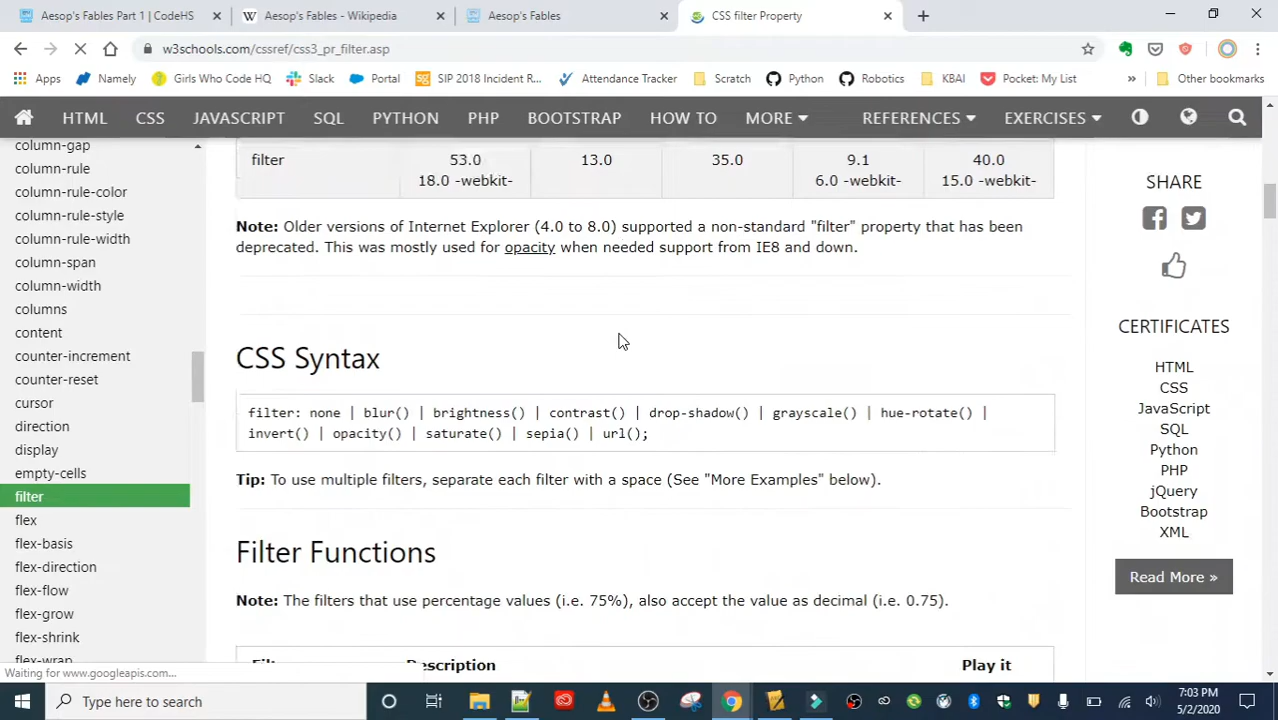 Aesop's Fables Part 1 | CodeHS
Aesop's Fables - Wikipedia
Aesop's Fables
CSS filter Property
w3schools.com/cssref/css3_pr_filter.asp
Apps Namely Girls Who Code HQ Slack Portal SIP 2018 Incident R... Attendance Tracker Scratch Python Robotics KBAI Pocket: My List » Other bookmarks
HTML CSS JAVASCRIPT SQL PYTHON PHP BOOTSTRAP HOW TO MORE REFERENCES EXERCISES
column-gap
column-rule
column-rule-color
column-rule-style
column-rule-width
column-span
column-width
columns
content
counter-increment
counter-reset
cursor
direction
display
empty-cells
filter
flex
flex-basis
flex-direction
flex-flow
flex-grow
flex-shrink
flex-wrap
filter 53.0 13.0 35.0 9.1 40.0
18.0 -webkit- 6.0 -webkit- 15.0 -webkit-
Note: Older versions of Internet Explorer (4.0 to 8.0) supported a non-standard "filter" property that has been
deprecated. This was mostly used for opacity when needed support from IE8 and down.
CSS Syntax
filter: none | blur() | brightness() | contrast() | drop-shadow() | grayscale() | hue-rotate() |
invert() | opacity() | saturate() | sepia() | url();
Tip: To use multiple filters, separate each filter with a space (See "More Examples" below).
Filter Functions
Note: The filters that use percentage values (i.e. 75%), also accept the value as decimal (i.e. 0.75).
Filter Description Play it
SHARE
CERTIFICATES
HTML
CSS
JavaScript
SQL
Python
PHP
jQuery
Bootstrap
XML
Read More »
Waiting for www.googleapis.com...
Type here to search
7:03 PM
5/2/2020